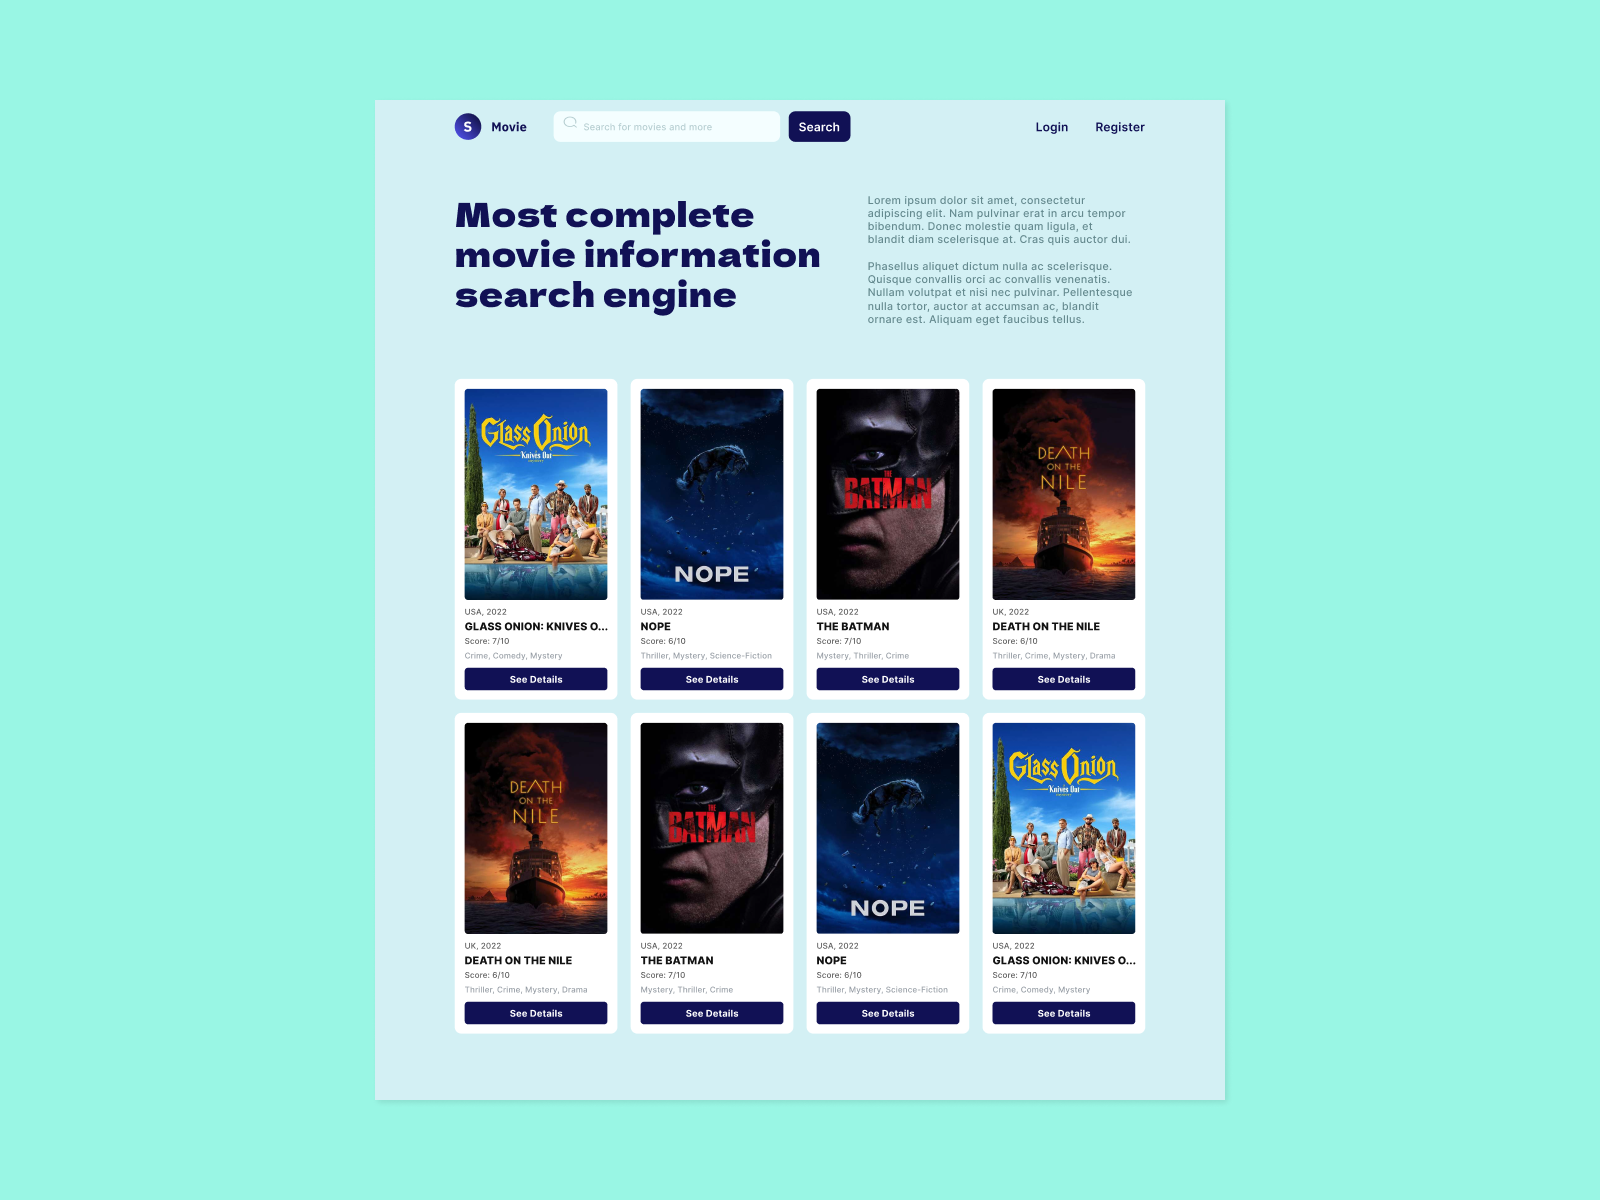 S Movie Search for movies and more Search Login Register
Most complete
movie information
search engine
Lorem ipsum dolor sit amet, consectetur
adipiscing elit. Nam pulvinar erat in arcu tempor
bibendum. Donec molestie quam ligula, et
blandit diam scelerisque at. Cras quis auctor dui.
Phasellus aliquet dictum nulla ac scelerisque.
Quisque convallis orci ac convallis venenatis.
Nullam volutpat et nisi nec pulvinar. Pellentesque
nulla tortor, auctor at accumsan ac, blandit
ornare est. Aliquam eget faucibus tellus.
Glass Onion
Knives Out
USA, 2022
GLASS ONION: KNIVES O...
Score: 7/10
Crime, Comedy, Mystery
See Details
NOPE
USA, 2022
NOPE
Score: 6/10
Thriller, Mystery, Science-Fiction
See Details
THE
BATMAN
USA, 2022
THE BATMAN
Score: 7/10
Mystery, Thriller, Crime
See Details
DEATH
ON THE
NILE
UK, 2022
DEATH ON THE NILE
Score: 6/10
Thriller, Crime, Mystery, Drama
See Details
DEATH
ON THE
NILE
UK, 2022
DEATH ON THE NILE
Score: 6/10
Thriller, Crime, Mystery, Drama
See Details
THE
BATMAN
USA, 2022
THE BATMAN
Score: 7/10
Mystery, Thriller, Crime
See Details
NOPE
USA, 2022
NOPE
Score: 6/10
Thriller, Mystery, Science-Fiction
See Details
Glass Onion
Knives Out
USA, 2022
GLASS ONION: KNIVES O...
Score: 7/10
Crime, Comedy, Mystery
See Details